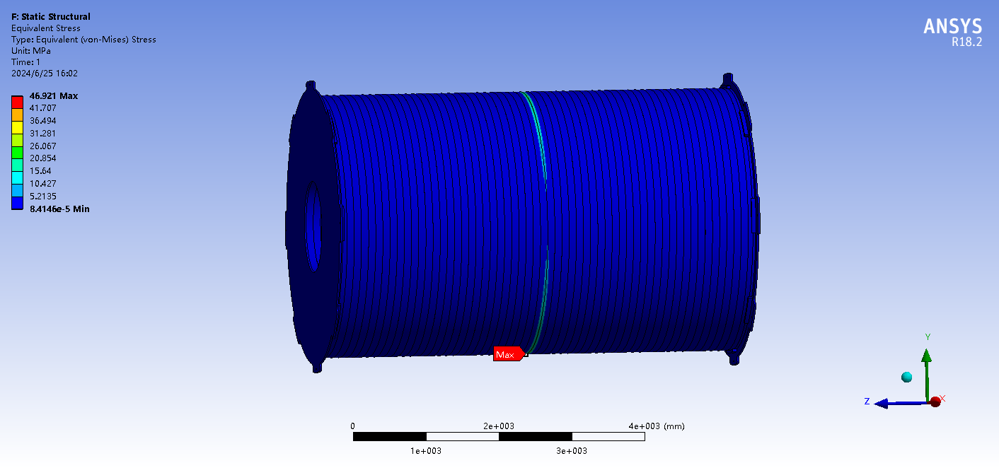 F: Static Structural
Equivalent Stress
Type: Equivalent (von-Mises) Stress
Unit: MPa
Time: 1
2024/6/25 16:02
ANSYS
R18.2
46.921 Max
41.707
36.494
31.281
26.067
20.854
15.64
10.427
5.2135
8.4146e-5 Min
Max
Y
Z
X
0
2e+003
4e+003 (mm)
1e+003
3e+003